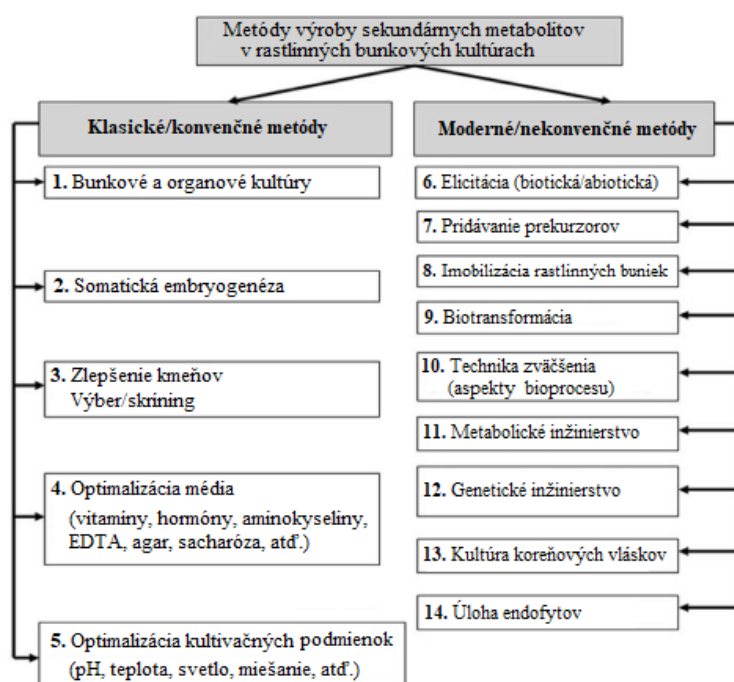 Metódy výroby sekundárnych metabolitov
v rastlinných bunkových kultúrach
Klasické/konvenčné metódy
1. Bunkové a orgánové kultúry
2. Somatická embryogenéza
3. Zlepšenie kmeňov
Výber/skrining
4. Optimalizácia média
(vitamíny, hormóny, aminokyseliny,
EDTA, agar, sacharóza, atď.)
5. Optimalizácia kultivačných podmienok
(pH, teplota, svetlo, miešanie, atď.)
Moderné/nekonvenčné metódy
6. Elicitácia (biotická/abiotická)
7. Pridávanie prekurzorov
8. Imobilizácia rastlinných buniek
9. Biotransformácia
10. Technika zväčšenia
(aspekty bioprocesu)
11. Metabolické inžinierstvo
12. Genetické inžinierstvo
13. Kultúra koreňových vláskov
14. Úloha endofytov